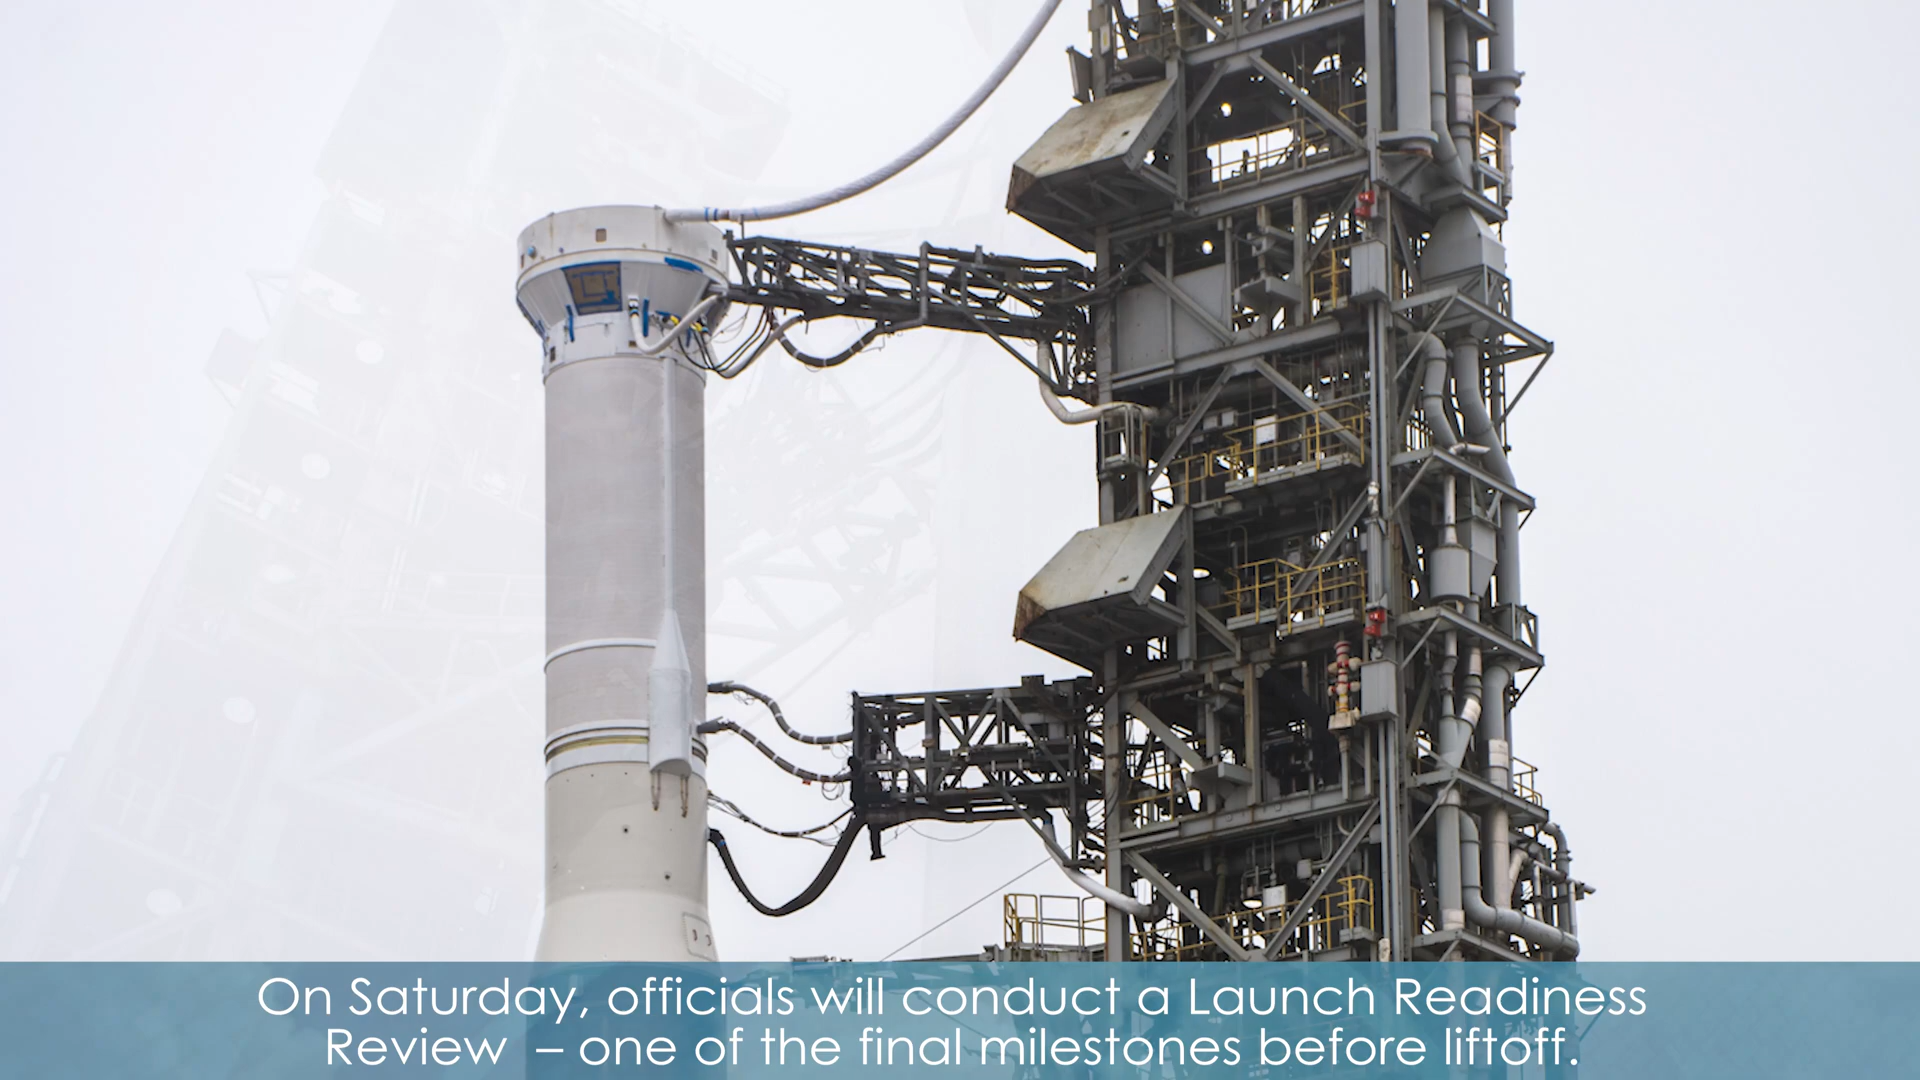 On Saturday, officials will conduct a Launch Readiness
Review – one of the final milestones before liftoff.